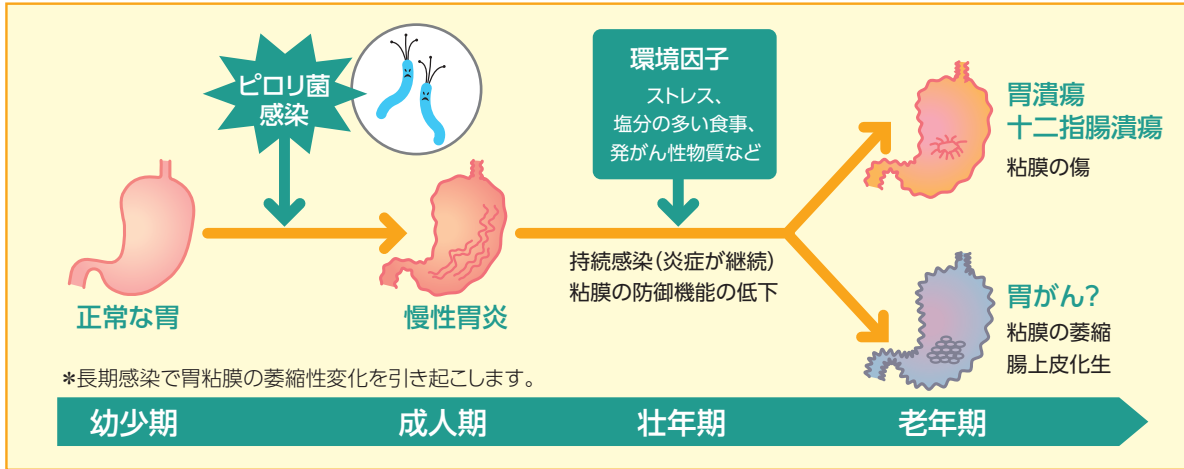 ピロリ菌
感染
環境因子
ストレス、
塩分の多い食事、
発がん性物質など
胃潰瘍
十二指腸潰瘍
粘膜の傷
正常な胃
慢性胃炎
持続感染(炎症が継続)
粘膜の防御機能の低下
胃がん?
粘膜の萎縮
腸上皮化生
*長期感染で胃粘膜の萎縮性変化を引き起こします。
幼少期
成人期
壮年期
老年期